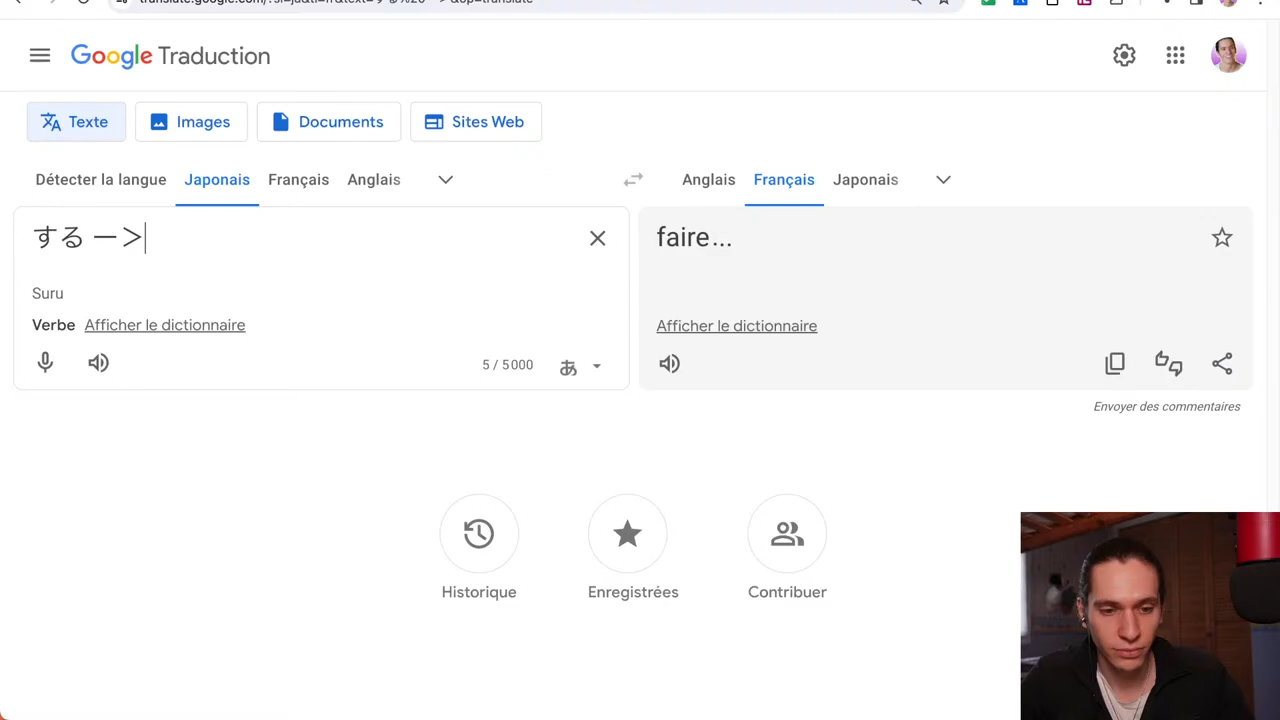 Google Traduction
Texte Images Documents Sites Web
Détecter la langue Japonais Français Anglais
Anglais Français Japonais
する ー>
faire...
Suru
Verbe Afficher le dictionnaire
Afficher le dictionnaire
5 / 5000 あ
Envoyer des commentaires
Historique Enregistrées Contribuer